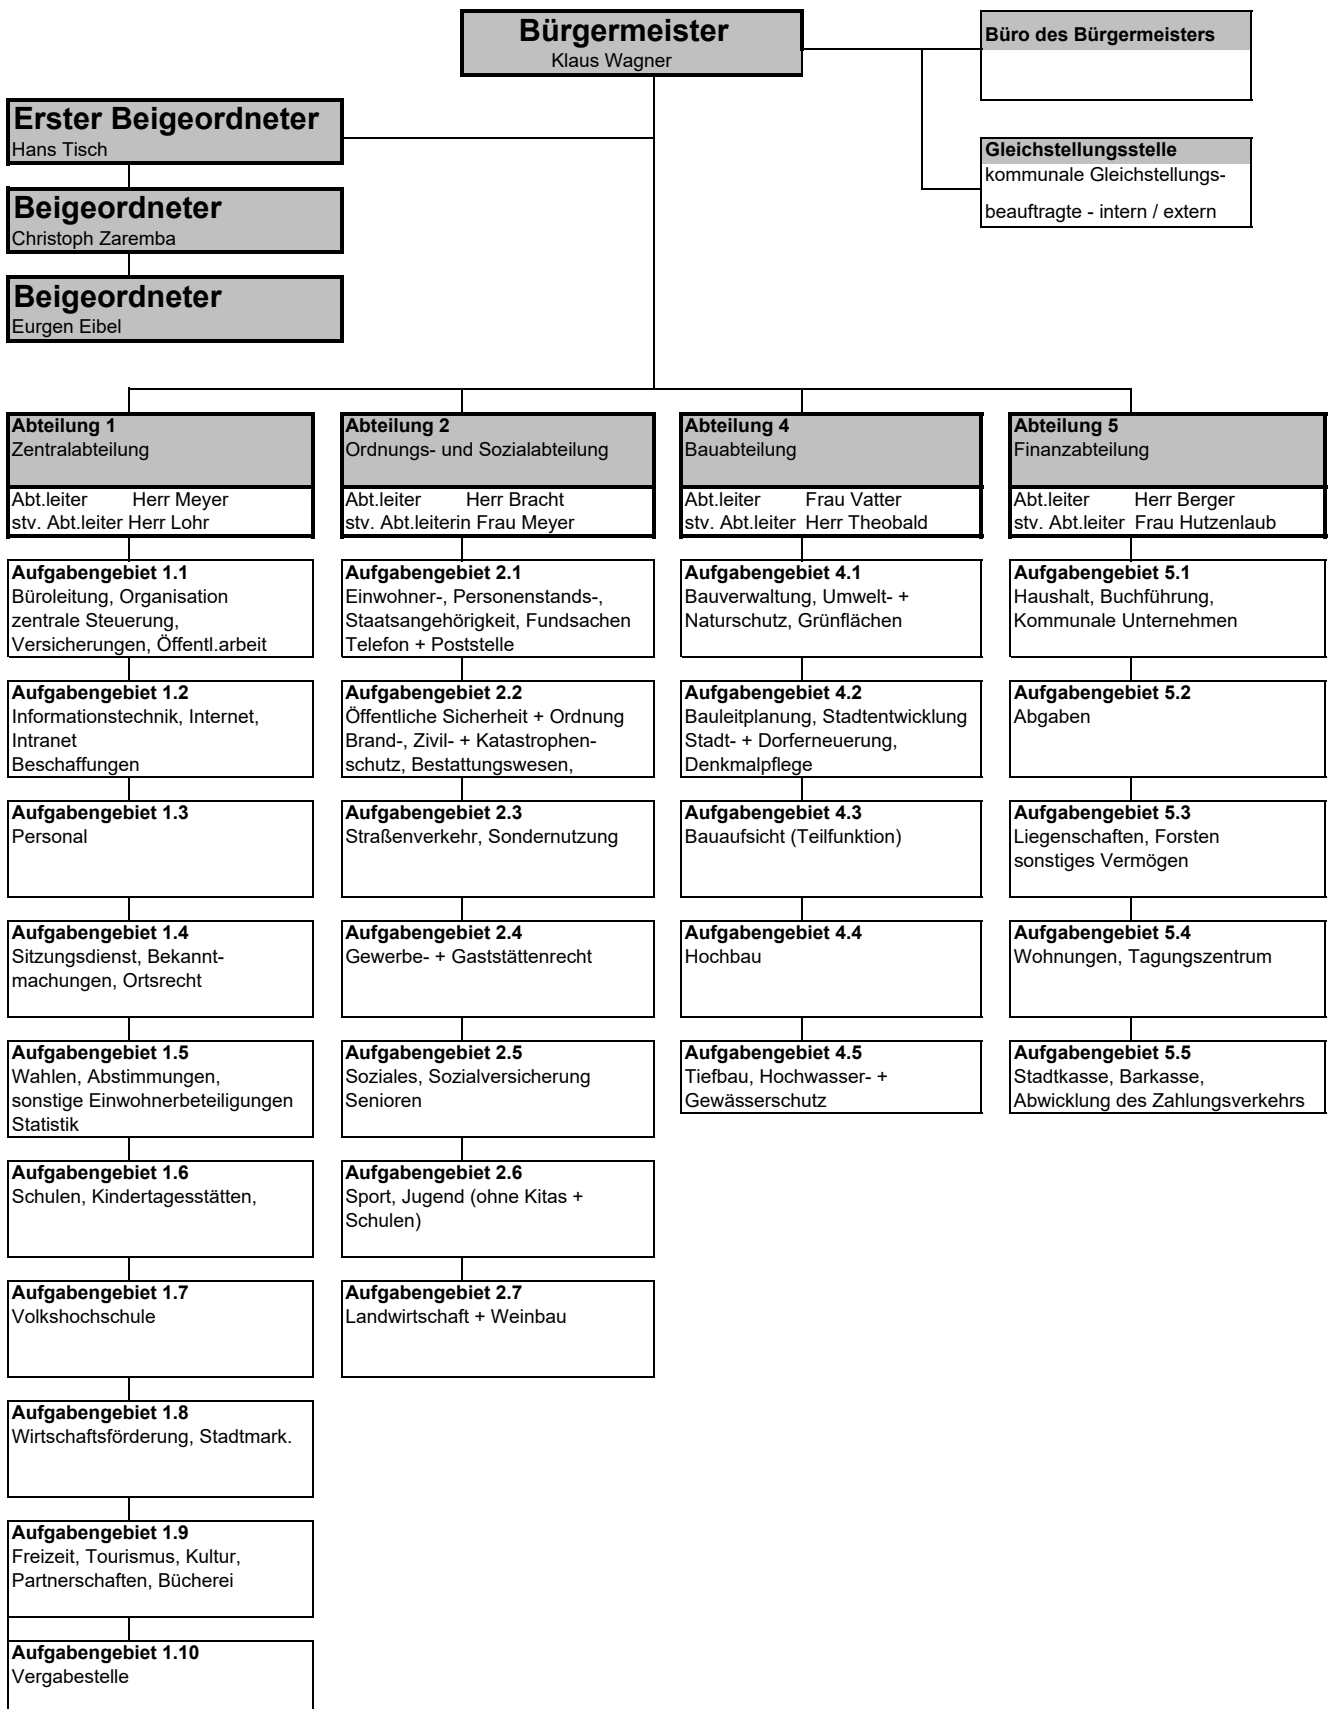 Bürgermeister
Klaus Wagner
Büro des Bürgermeisters
Erster Beigeordneter
Hans Tisch
Gleichstellungsstelle
kommunale Gleichstellungs-
beauftragte - intern / extern
Beigeordneter
Christoph Zaremba
Beigeordneter
Eurgen Eibel
Abteilung 1
Zentralabteilung
Abt.leiter Herr Meyer
stv. Abt.leiter Herr Lohr
Aufgabengebiet 1.1
Büroleitung, Organisation
zentrale Steuerung,
Versicherungen, Öffentl.arbeit
Aufgabengebiet 1.2
Informationstechnik, Internet,
Intranet
Beschaffungen
Aufgabengebiet 1.3
Personal
Aufgabengebiet 1.4
Sitzungsdienst, Bekannt-
machungen, Ortsrecht
Aufgabengebiet 1.5
Wahlen, Abstimmungen,
sonstige Einwohnerbeteiligungen
Statistik
Aufgabengebiet 1.6
Schulen, Kindertagesstätten,
Aufgabengebiet 1.7
Volkshochschule
Aufgabengebiet 1.8
Wirtschaftsförderung, Stadtmark.
Aufgabengebiet 1.9
Freizeit, Tourismus, Kultur,
Partnerschaften, Bücherei
Aufgabengebiet 1.10
Vergabestelle
Abteilung 2
Ordnungs- und Sozialabteilung
Abt.leiter Herr Bracht
stv. Abt.leiterin Frau Meyer
Aufgabengebiet 2.1
Einwohner-, Personenstands-,
Staatsangehörigkeit, Fundsachen
Telefon + Poststelle
Aufgabengebiet 2.2
Öffentliche Sicherheit + Ordnung
Brand-, Zivil- + Katastrophen-
schutz, Bestattungswesen,
Aufgabengebiet 2.3
Straßenverkehr, Sondernutzung
Aufgabengebiet 2.4
Gewerbe- + Gaststättenrecht
Aufgabengebiet 2.5
Soziales, Sozialversicherung
Senioren
Aufgabengebiet 2.6
Sport, Jugend (ohne Kitas +
Schulen)
Aufgabengebiet 2.7
Landwirtschaft + Weinbau
Abteilung 4
Bauabteilung
Abt.leiter Frau Vatter
stv. Abt.leiter Herr Theobald
Aufgabengebiet 4.1
Bauverwaltung, Umwelt- +
Naturschutz, Grünflächen
Aufgabengebiet 4.2
Bauleitplanung, Stadtentwicklung
Stadt- + Dorferneuerung,
Denkmalpflege
Aufgabengebiet 4.3
Bauaufsicht (Teilfunktion)
Aufgabengebiet 4.4
Hochbau
Aufgabengebiet 4.5
Tiefbau, Hochwasser- +
Gewässerschutz
Abteilung 5
Finanzabteilung
Abt.leiter Herr Berger
stv. Abt.leiter Frau Hutzenlaub
Aufgabengebiet 5.1
Haushalt, Buchführung,
Kommunale Unternehmen
Aufgabengebiet 5.2
Abgaben
Aufgabengebiet 5.3
Liegenschaften, Forsten
sonstiges Vermögen
Aufgabengebiet 5.4
Wohnungen, Tagungszentrum
Aufgabengebiet 5.5
Stadtkasse, Barkasse,
Abwicklung des Zahlungsverkehrs